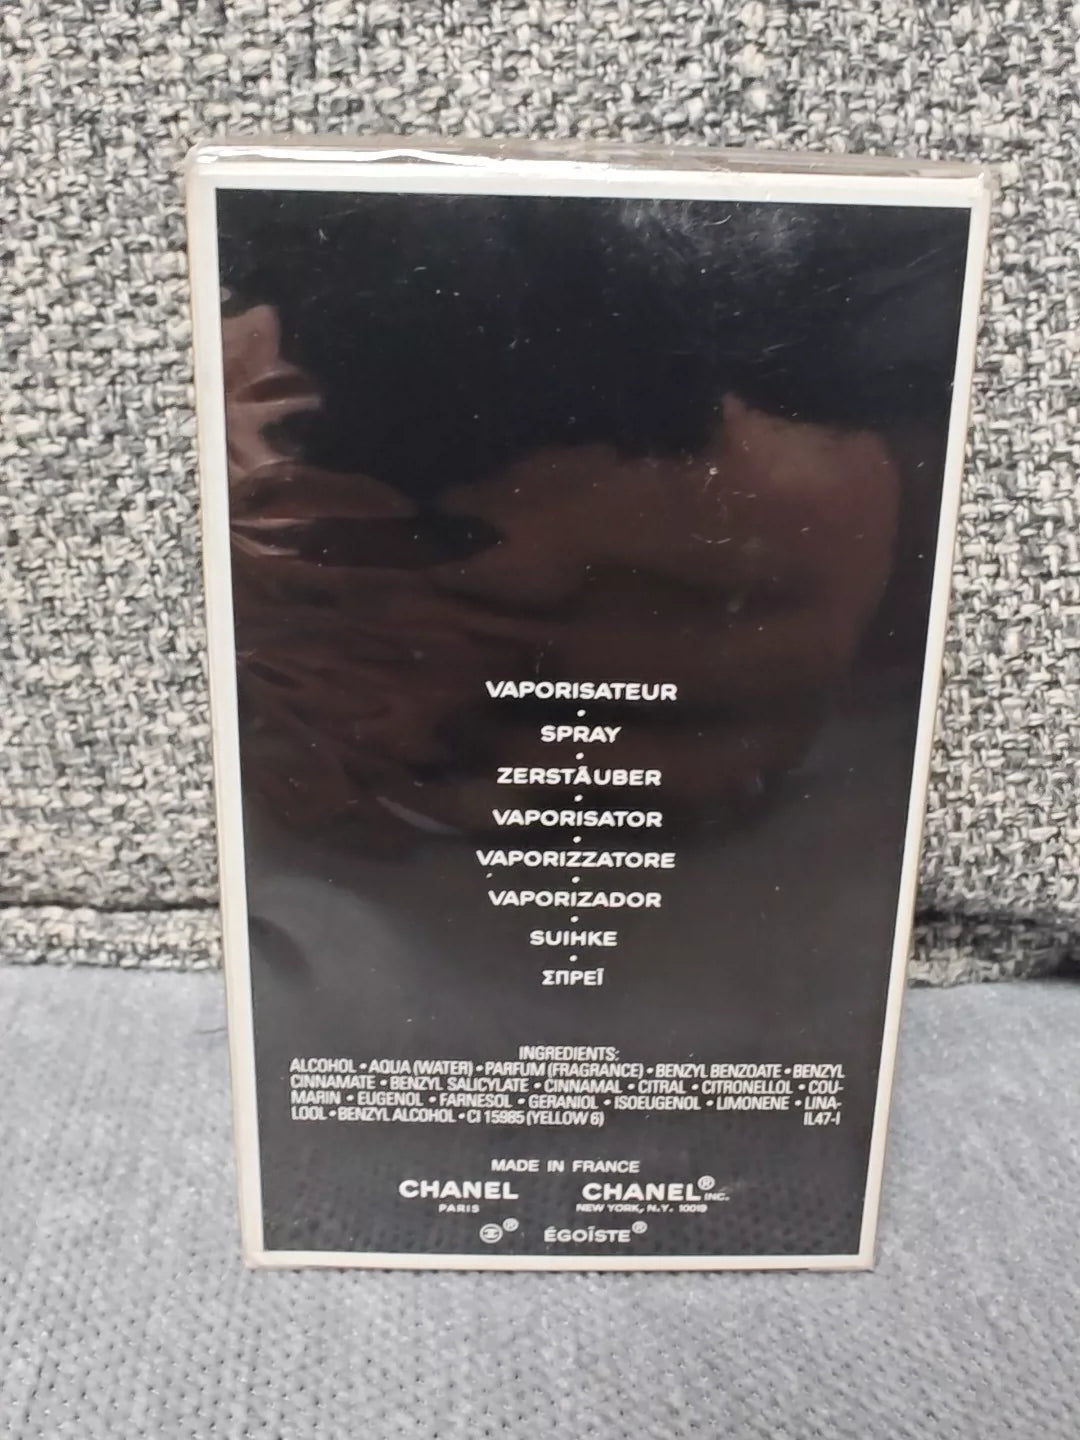 VAPORISATEUR
•
SPRAY
•
ZERSTÄUBER
•
VAPORISATOR
•
VAPORIZZATORE
•
VAPORIZADOR
•
SUIHKE
•
ΣΠΡΕΪ
INGREDIENTS:
ALCOHOL • AQUA (WATER) • PARFUM (FRAGRANCE) • BENZYL BENZOATE • BENZYL
CINNAMATE • BENZYL SALICYLATE • CINNAMAL • CITRAL • CITRONELLOL • COU-
MARIN • EUGENOL • FARNESOL • GERANIOL • ISOEUGENOL • LIMONENE • LINA-
LOOL • BENZYL ALCOHOL • CI 15985 (YELLOW 6) IL47-I
MADE IN FRANCE
CHANEL CHANEL® INC.
PARIS NEW YORK, N.Y. 10019
® ÉGOÏSTE®